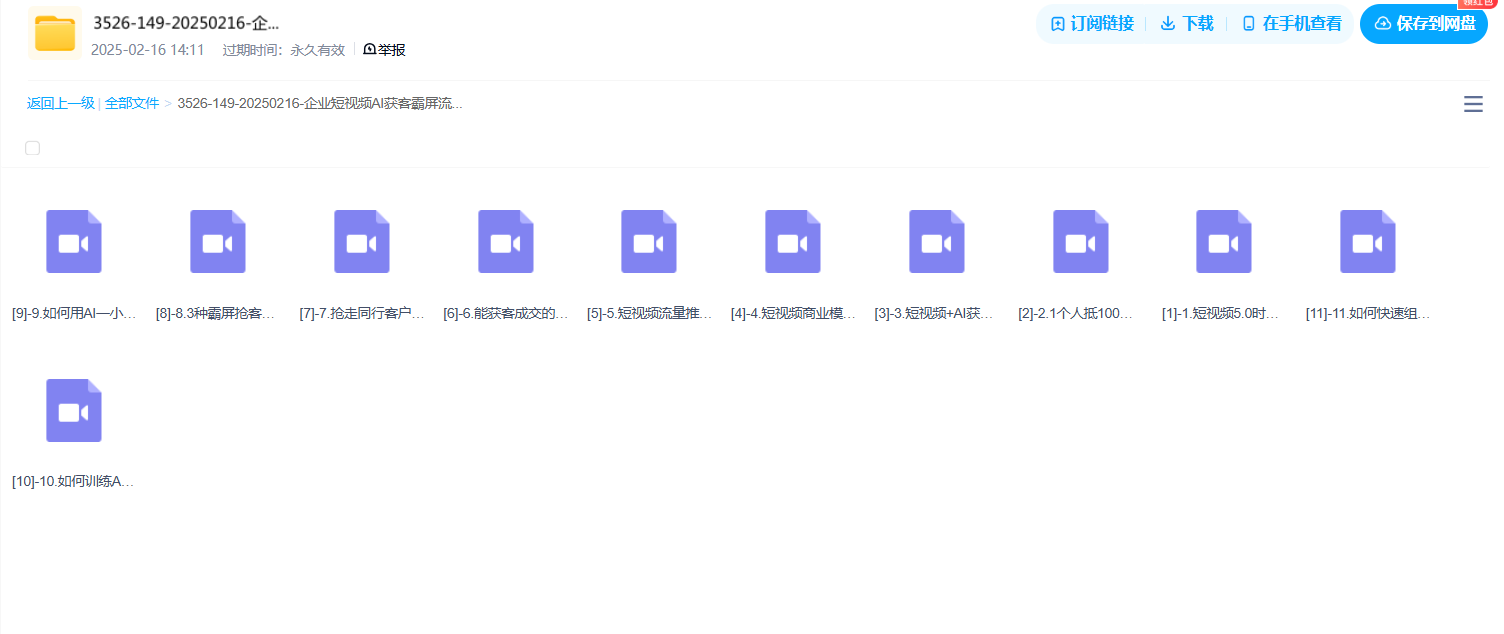 3526-149-20250216-企...
领红包
订阅链接 下载 在手机查看 保存到网盘
2025-02-16 14:11 过期时间：永久有效 举报
返回上一级 | 全部文件 > 3526-149-20250216-企业短视频AI获客霸屏流...
[9]-9.如何用AI—小...
[8]-8.3种霸屏抢客...
[7]-7.抢走同行客户...
[6]-6.能获客成交的...
[5]-5.短视频流量推...
[4]-4.短视频商业模...
[3]-3.短视频+AI获...
[2]-2.1个人抵100...
[1]-1.短视频5.0时...
[11]-11.如何快速组...
[10]-10.如何训练A...